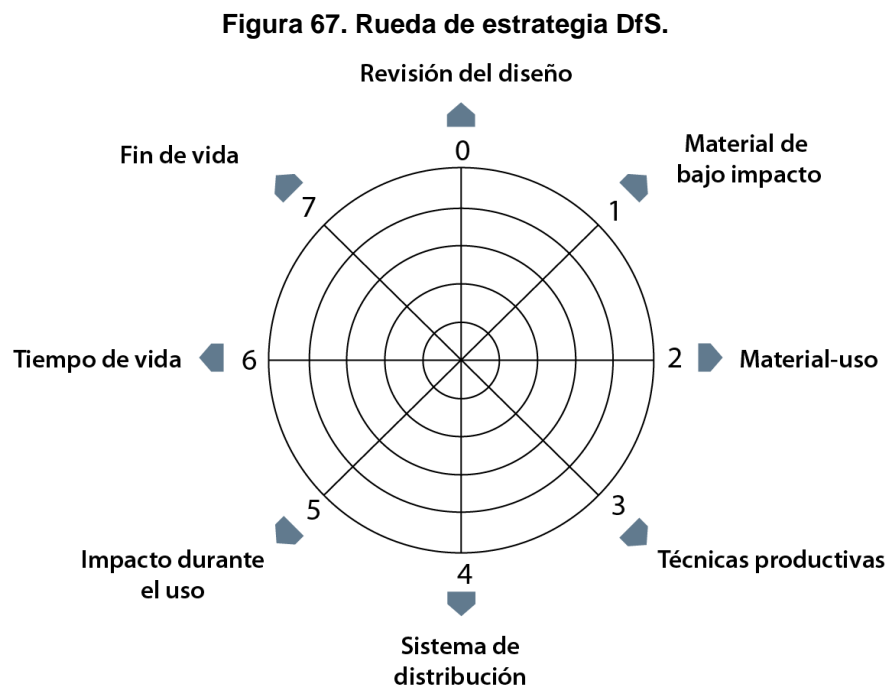 Figura 67. Rueda de estrategia DfS.
Revisión del diseño
0
Material de
bajo impacto
1
2
Material-uso
3
Técnicas productivas
4
Sistema de
distribución
5
Impacto durante
el uso
6
Tiempo de vida
7
Fin de vida